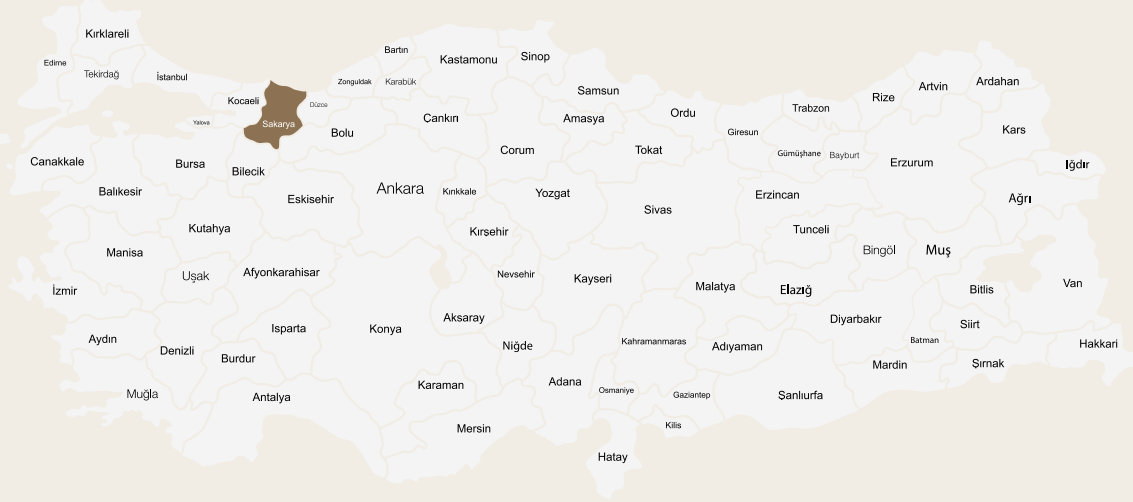 Kırklareli
Edirne
Tekirdağ
İstanbul
Kocaeli
Yalova
Sakarya
Düzce
Bolu
Zonguldak
Bartın
Karabük
Kastamonu
Sinop
Cankırı
Samsun
Amasya
Corum
Tokat
Ordu
Giresun
Trabzon
Rize
Artvin
Ardahan
Kars
Gümüşhane
Bayburt
Erzurum
Iğdır
Ağrı
Canakkale
Balıkesir
Bursa
Bilecik
Eskisehir
Ankara
Kırıkkale
Yozgat
Sivas
Erzincan
Tunceli
Bingöl
Muş
Kutahya
Manisa
Uşak
Afyonkarahisar
Kırşehir
Nevsehir
Kayseri
Malatya
Elazığ
Bitlis
Van
İzmir
Aydın
Denizli
Burdur
Isparta
Konya
Aksaray
Niğde
Kahramanmaras
Adıyaman
Diyarbakır
Batman
Siirt
Hakkari
Mardin
Şırnak
Muğla
Antalya
Karaman
Mersin
Adana
Osmaniye
Gaziantep
Kilis
Şanlıurfa
Hatay